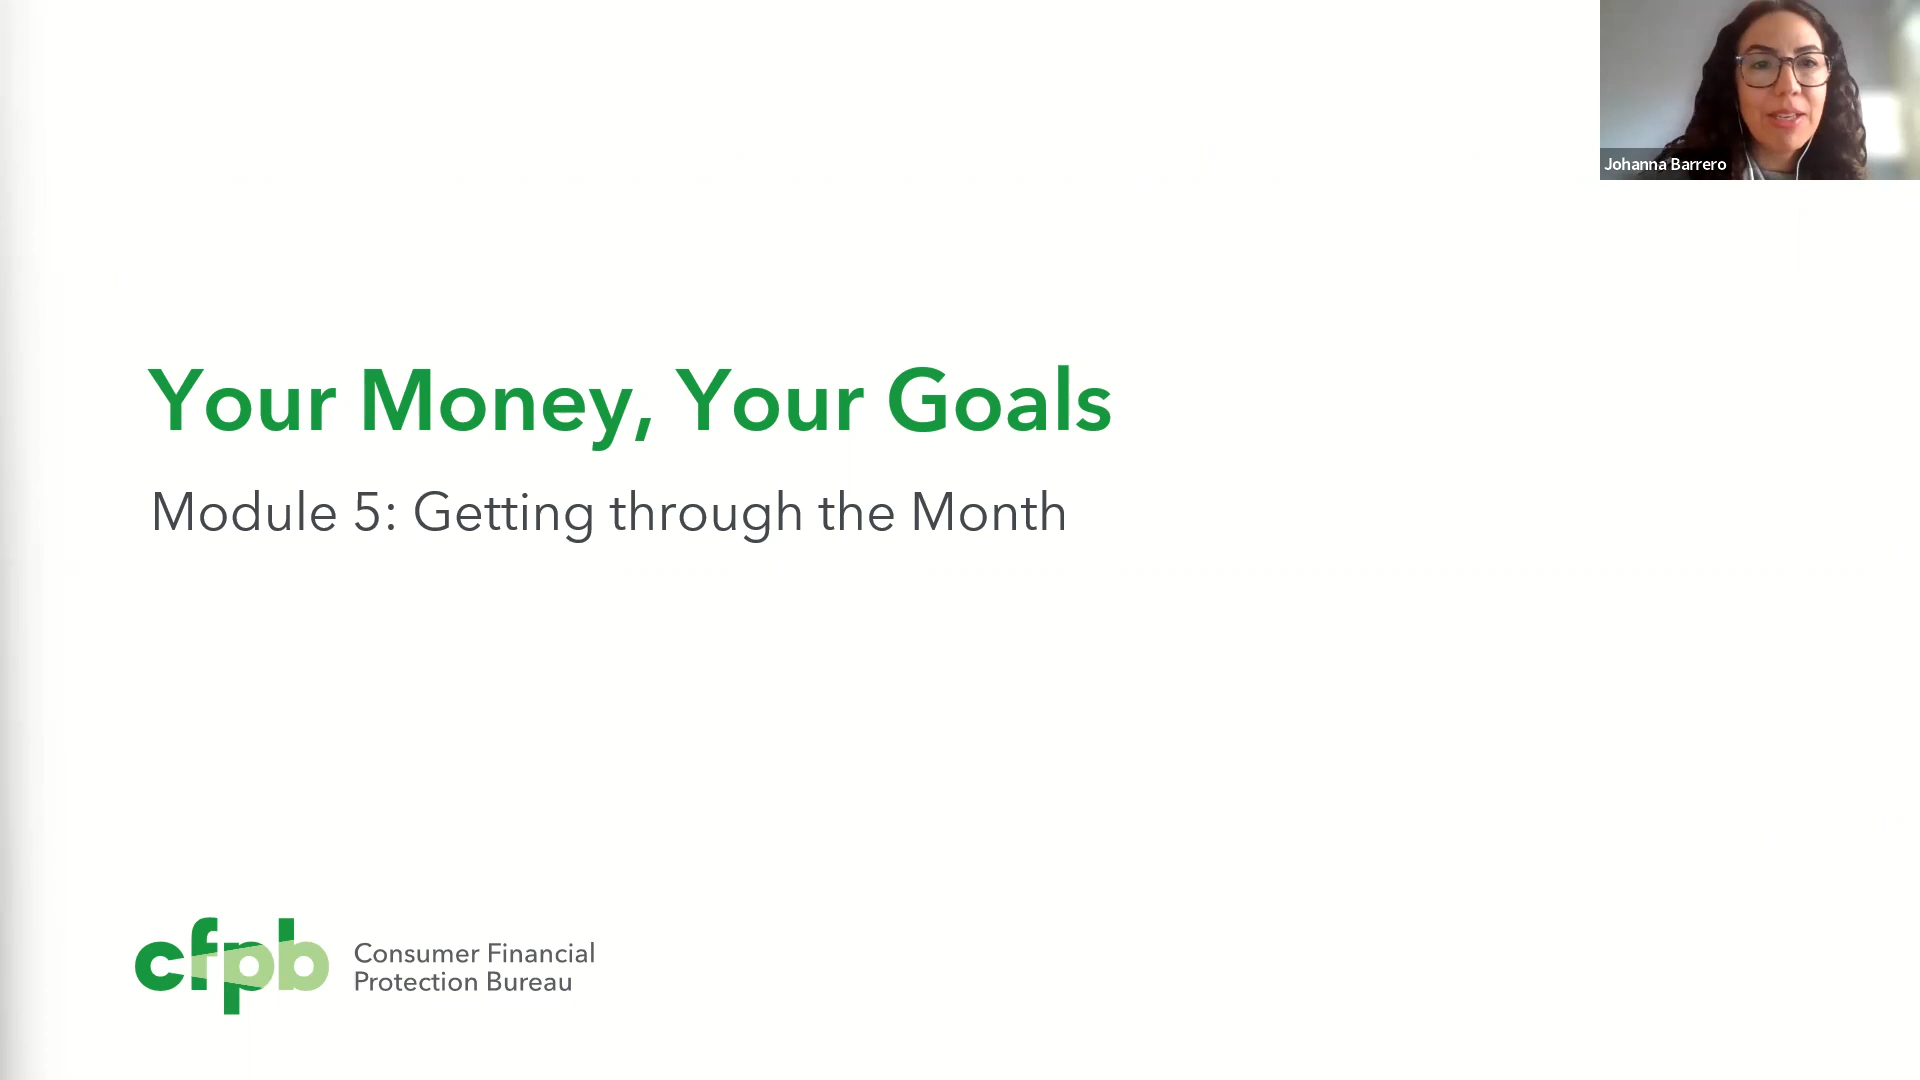 Johanna Barrero
Your Money, Your Goals
Module 5: Getting through the Month
cfpb
Consumer Financial
Protection Bureau